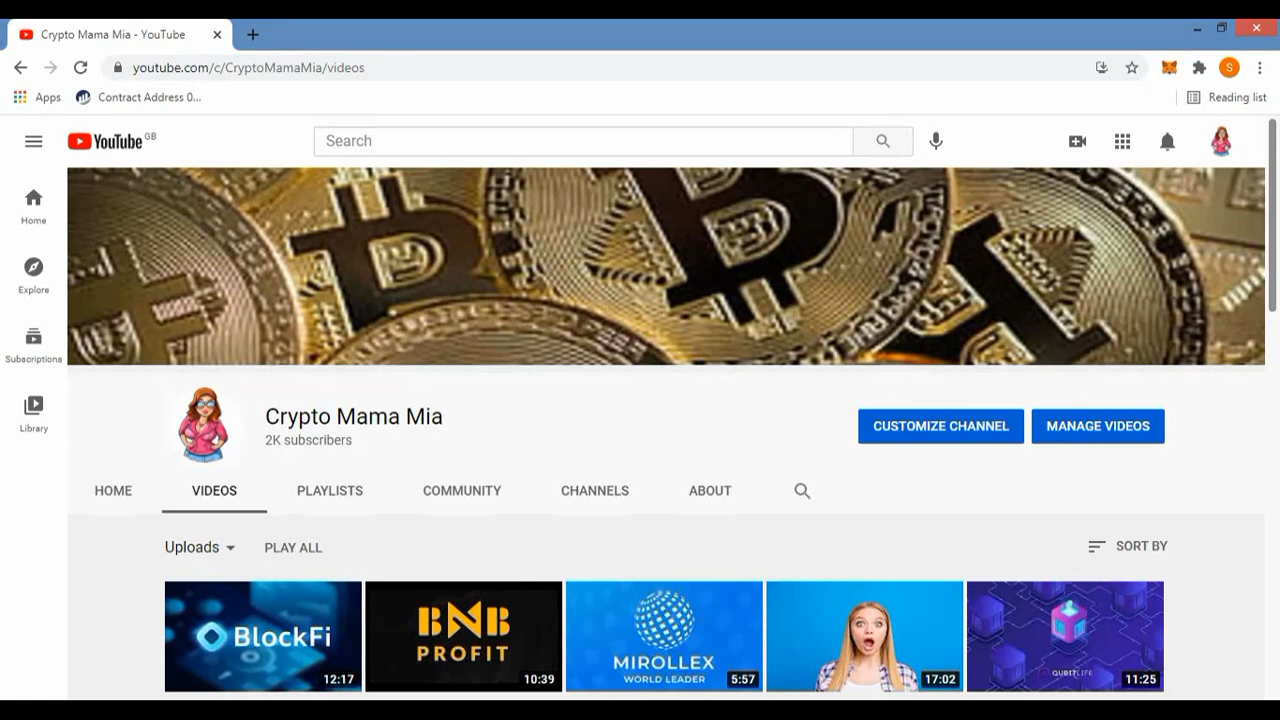 Crypto Mama Mia - YouTube
youtube.com/c/CryptoMamaMia/videos
S
Apps
Contract Address 0...
Reading list
YouTube GB
Search
Home
Explore
Subscriptions
Library
Crypto Mama Mia
2K subscribers
CUSTOMIZE CHANNEL
MANAGE VIDEOS
HOME
VIDEOS
PLAYLISTS
COMMUNITY
CHANNELS
ABOUT
Uploads
PLAY ALL
SORT BY
BlockFi
12:17
BNB
PROFIT
10:39
MIROLLEX
WORLD LEADER
5:57
17:02
QUBITLIFE
11:25